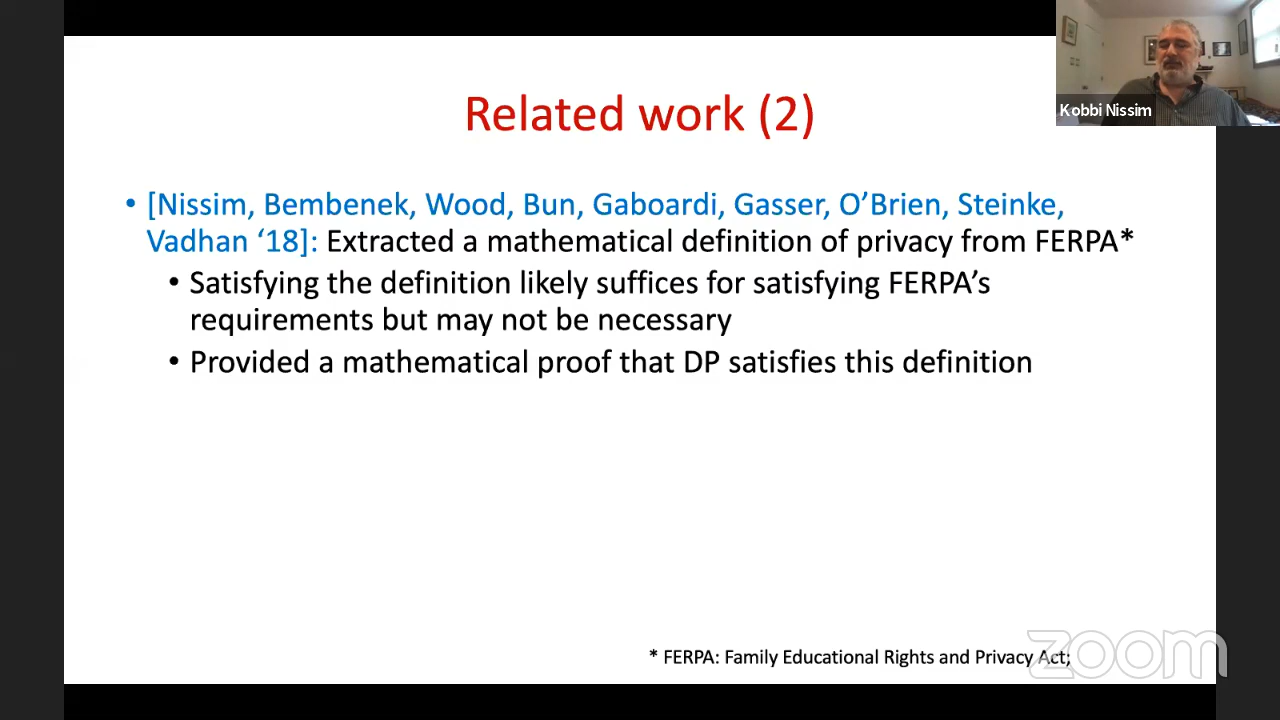 Kobbi Nissim
Related work (2)
• [Nissim, Bembenek, Wood, Bun, Gaboardi, Gasser, O’Brien, Steinke,
Vadhan ‘18]: Extracted a mathematical definition of privacy from FERPA*
• Satisfying the definition likely suffices for satisfying FERPA’s
requirements but may not be necessary
• Provided a mathematical proof that DP satisfies this definition
* FERPA: Family Educational Rights and Privacy Act;
zoom